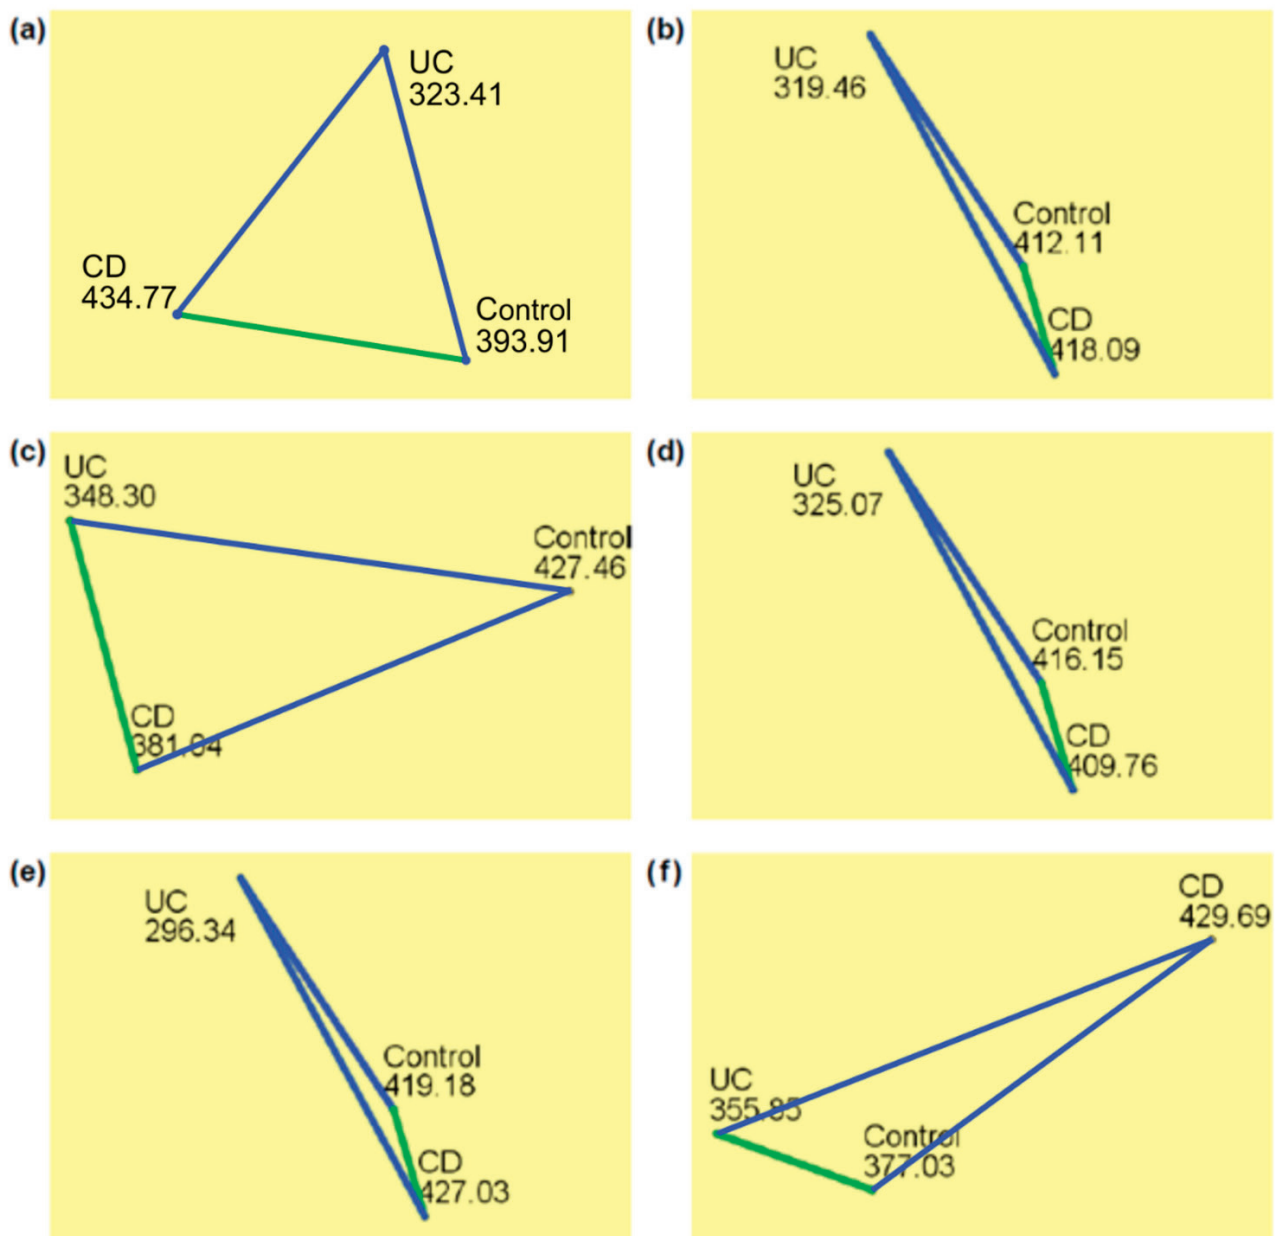 (a)
UC
323.41
CD
434.77
Control
393.91
(b)
UC
319.46
Control
412.11
CD
418.09
(c)
UC
348.30
Control
427.46
CD
381.04
(d)
UC
325.07
Control
416.15
CD
409.76
(e)
UC
296.34
Control
419.18
CD
427.03
(f)
CD
429.69
UC
355.85
Control
377.03